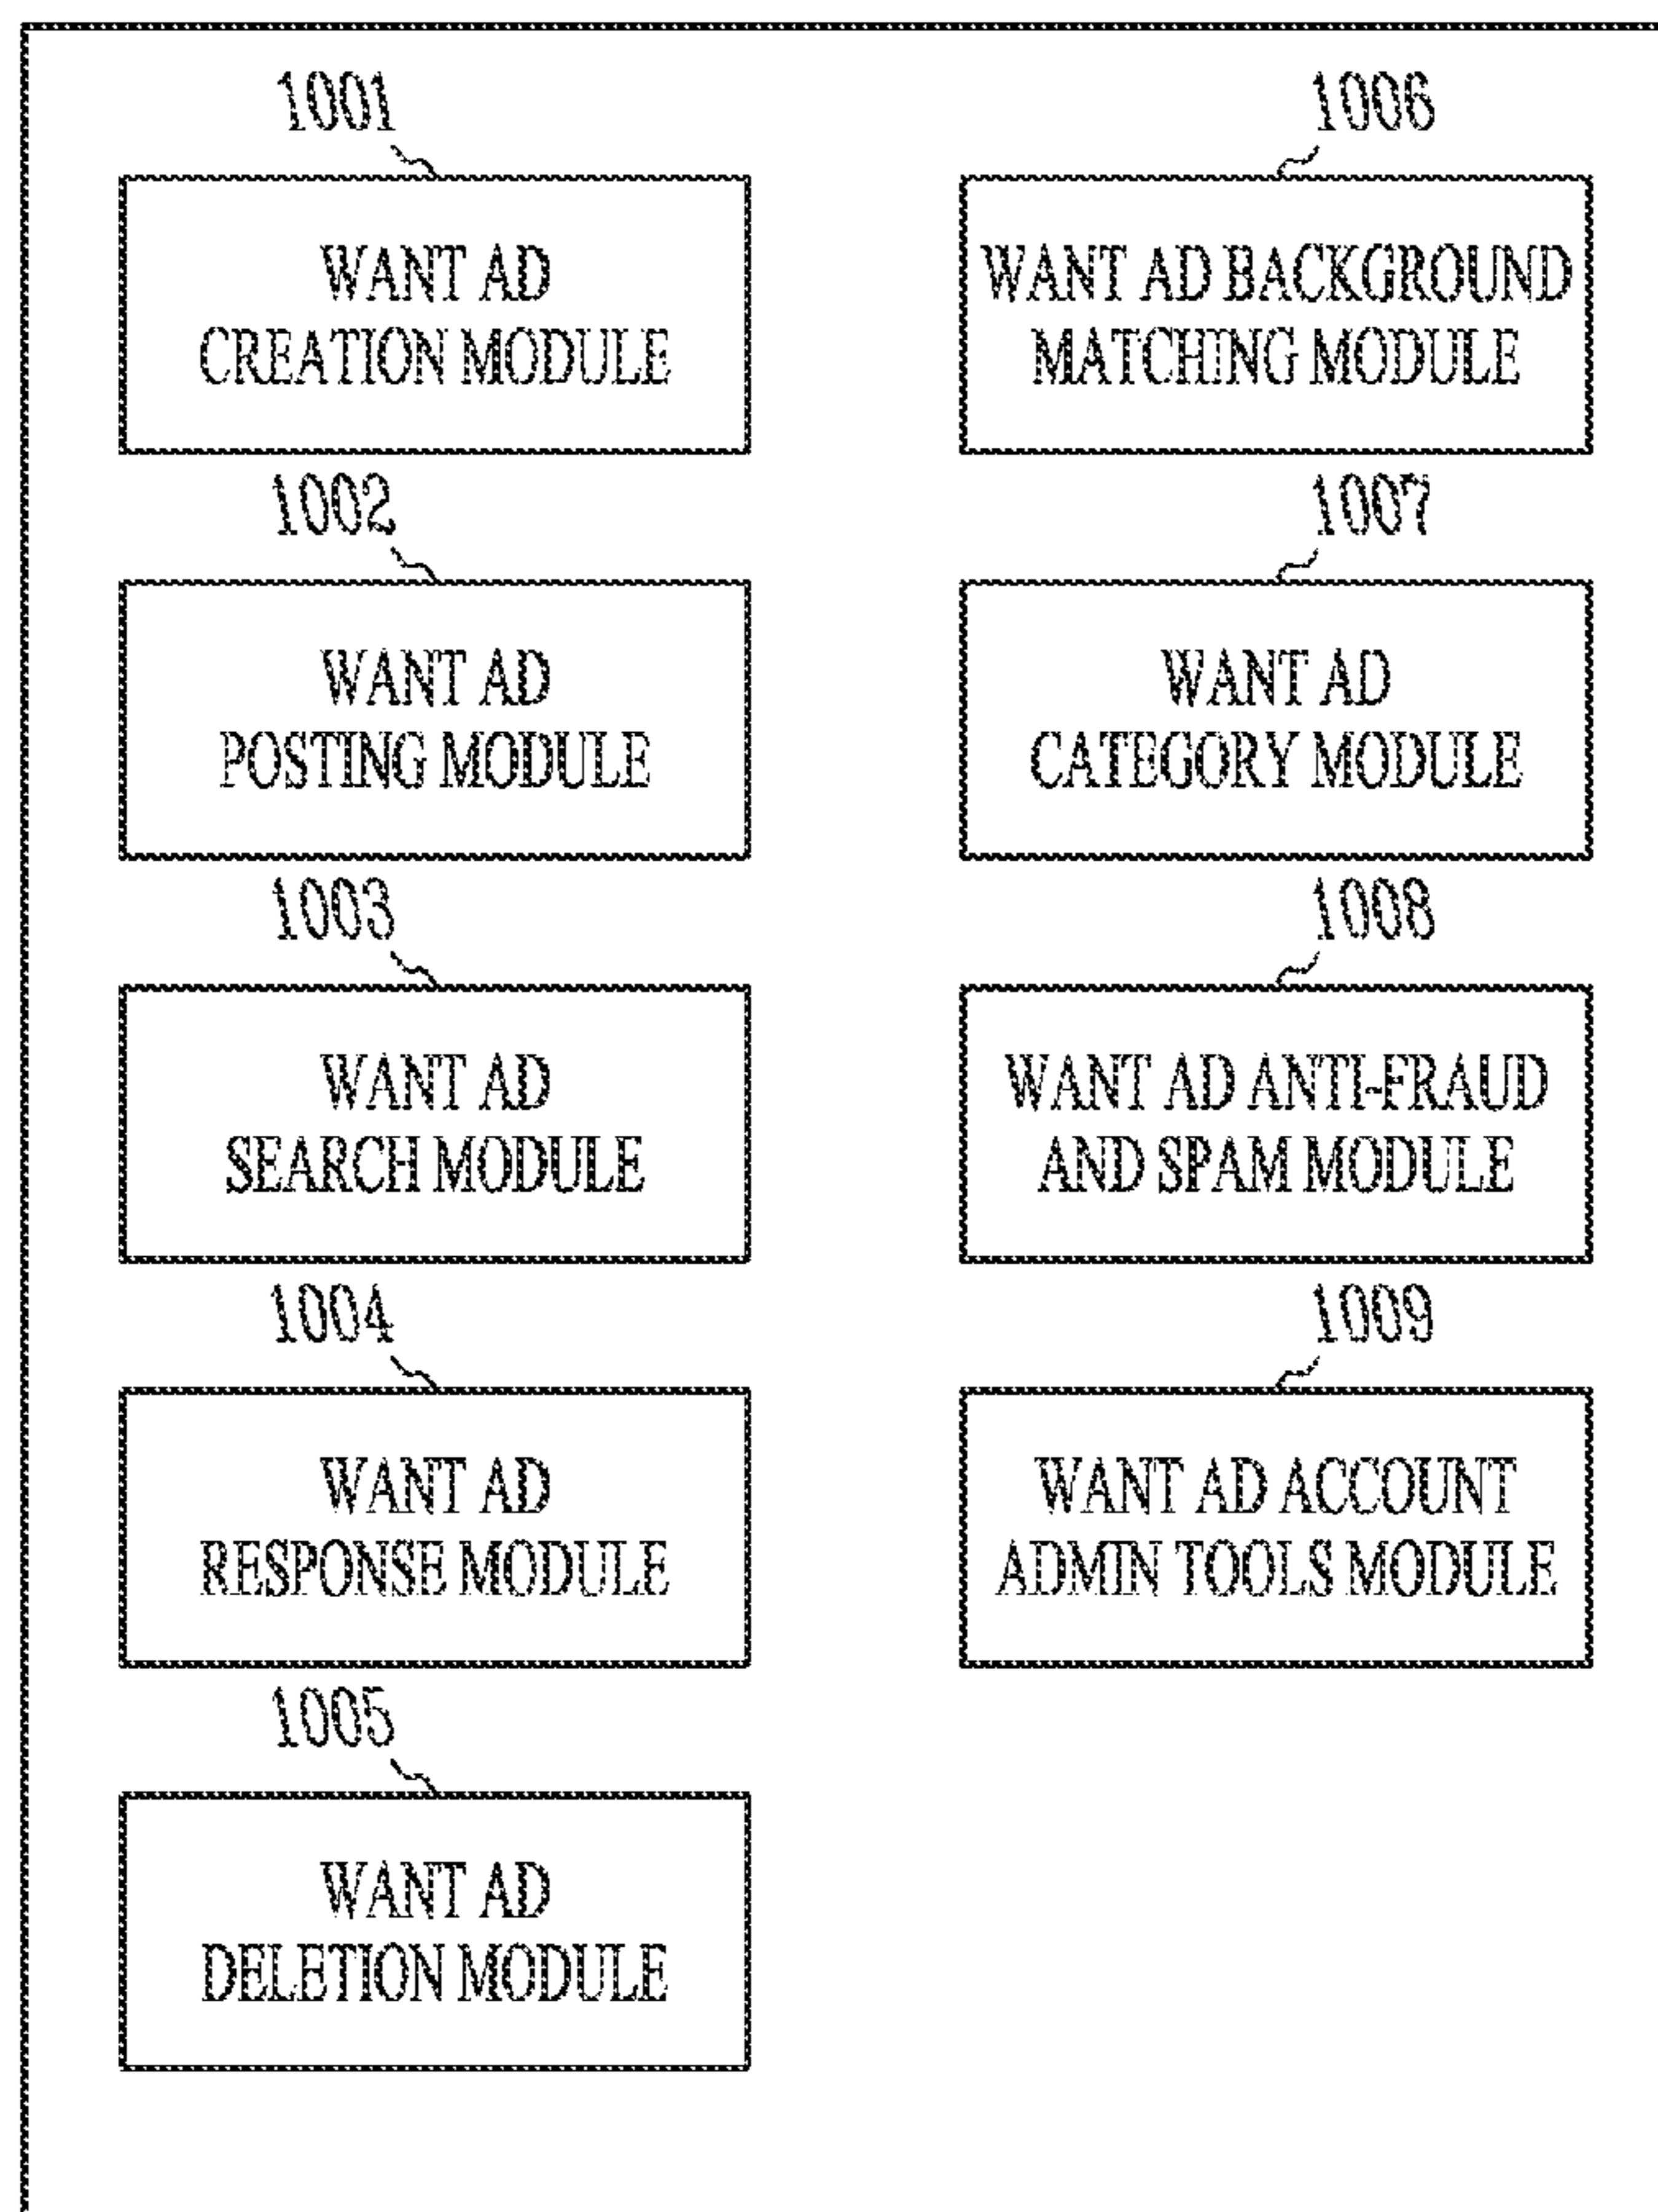 1001
WANT AD
CREATION MODULE
1002
WANT AD
POSTING MODULE
1003
WANT AD
SEARCH MODULE
1004
WANT AD
RESPONSE MODULE
1005
WANT AD
DELETION MODULE
1006
WANT AD BACKGROUND
MATCHING MODULE
1007
WANT AD
CATEGORY MODULE
1008
WANT AD ANTI-FRAUD
AND SPAM MODULE
1009
WANT AD ACCOUNT
ADMIN TOOLS MODULE